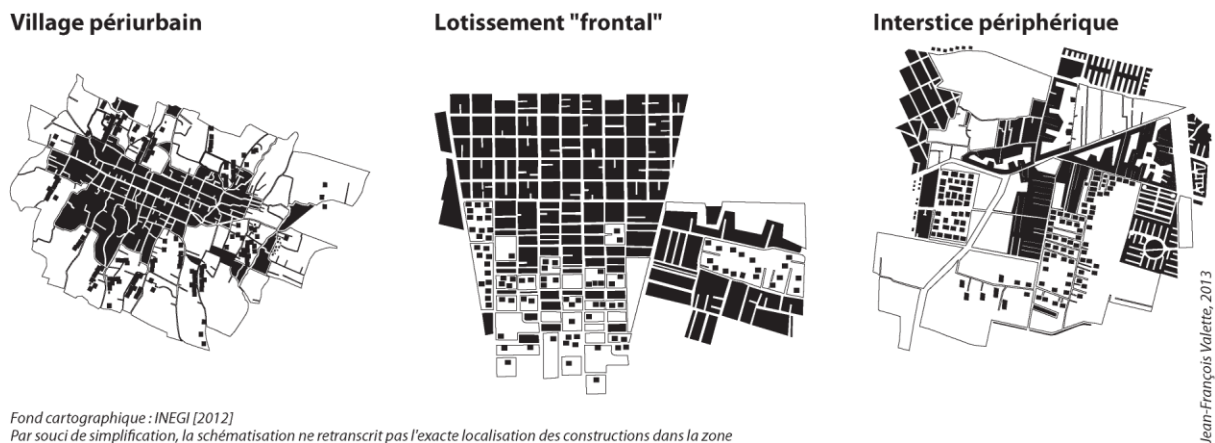 Village périurbain
Lotissement "frontal"
Interstice périphérique
Jean-François Valette, 2013
Fond cartographique : INEGI [2012]
Par souci de simplification, la schématisation ne retranscrit pas l'exacte localisation des constructions dans la zone